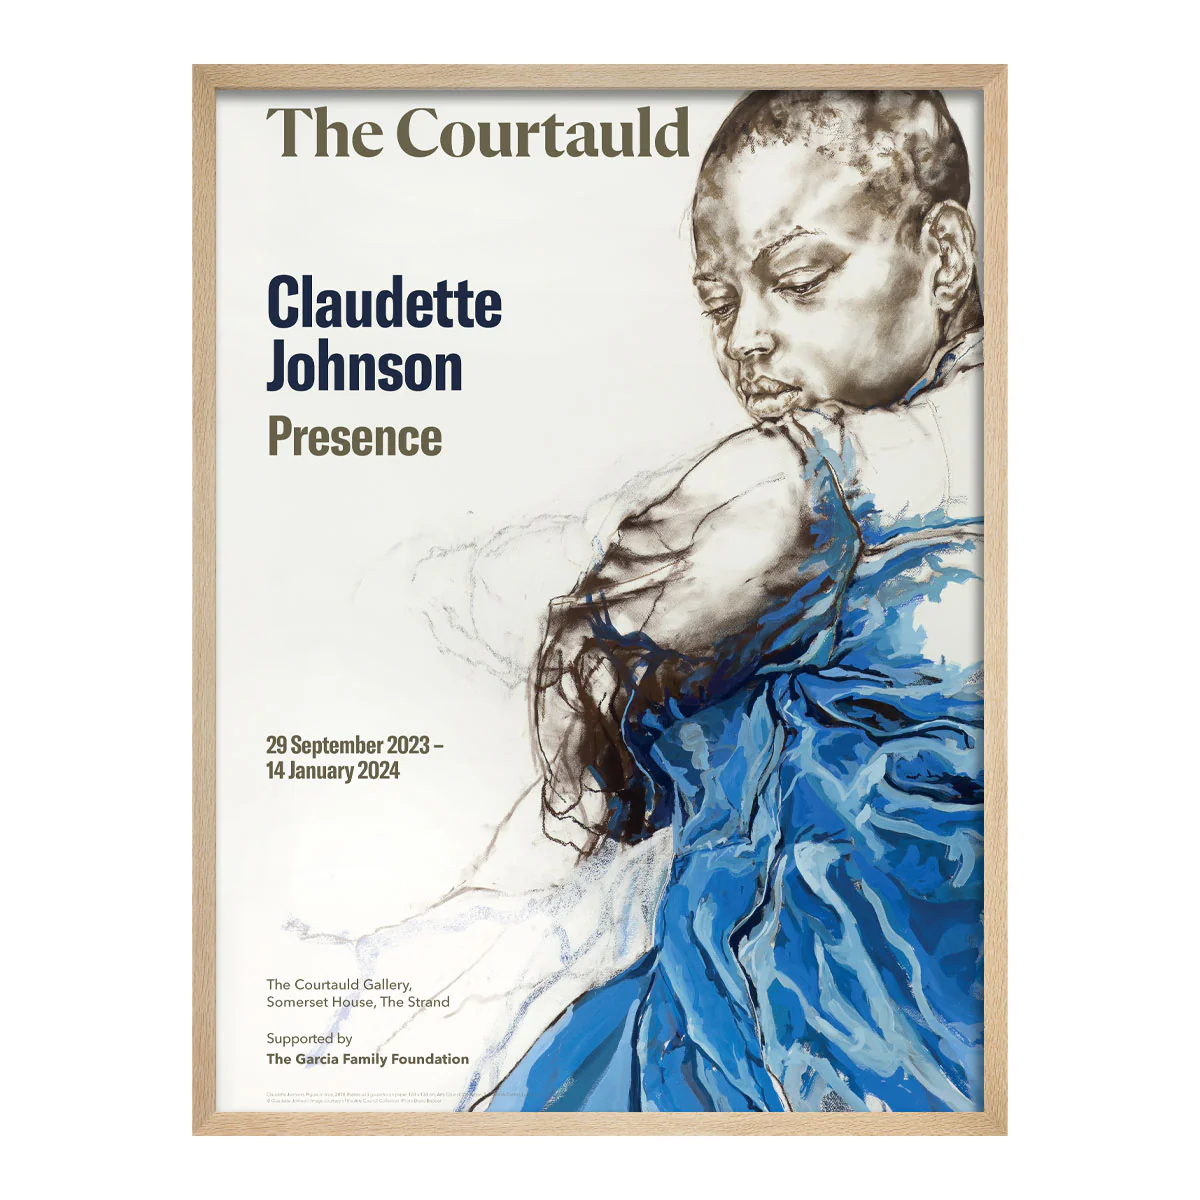 The Courtauld
Claudette
Johnson
Presence
29 September 2023 –
14 January 2024
The Courtauld Gallery,
Somerset House, The Strand
Supported by
The Garcia Family Foundation